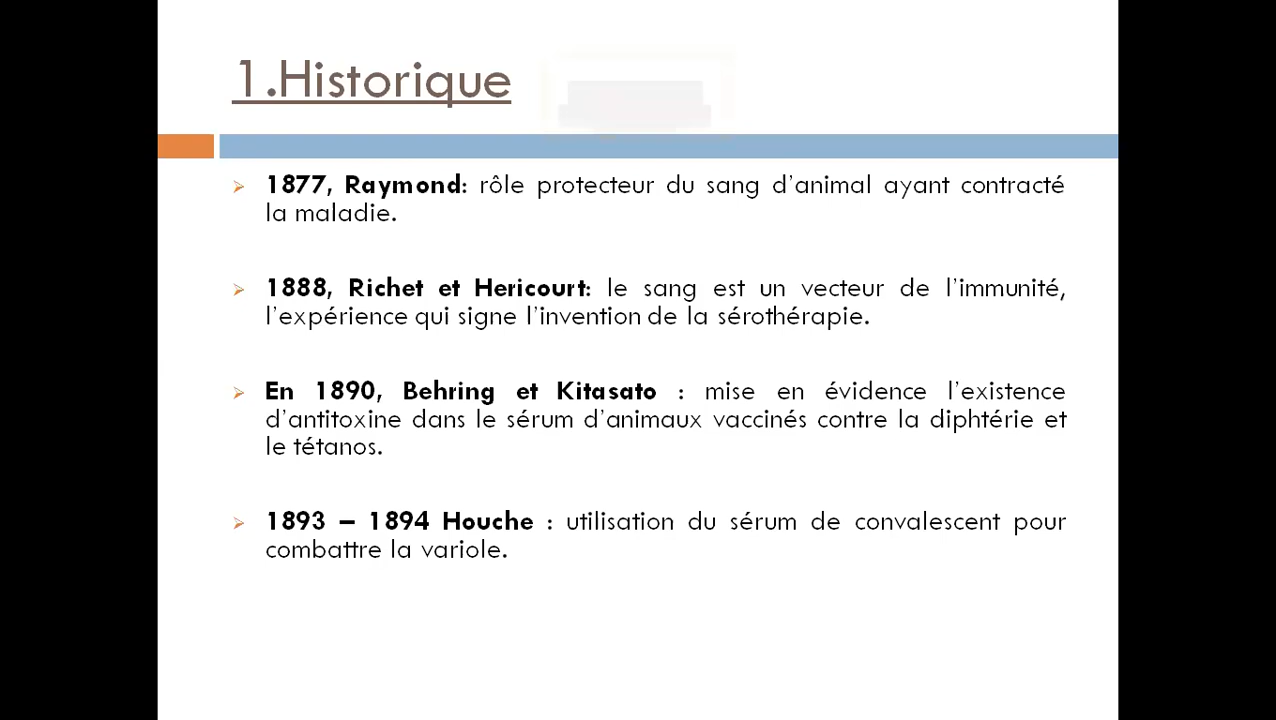 1.Historique
➢ 1877, Raymond: rôle protecteur du sang d’animal ayant contracté
la maladie.
➢ 1888, Richet et Hericourt: le sang est un vecteur de l’immunité,
l’expérience qui signe l’invention de la sérothérapie.
➢ En 1890, Behring et Kitasato : mise en évidence l’existence
d’antitoxine dans le sérum d’animaux vaccinés contre la diphtérie et
le tétanos.
➢ 1893 – 1894 Houche : utilisation du sérum de convalescent pour
combattre la variole.